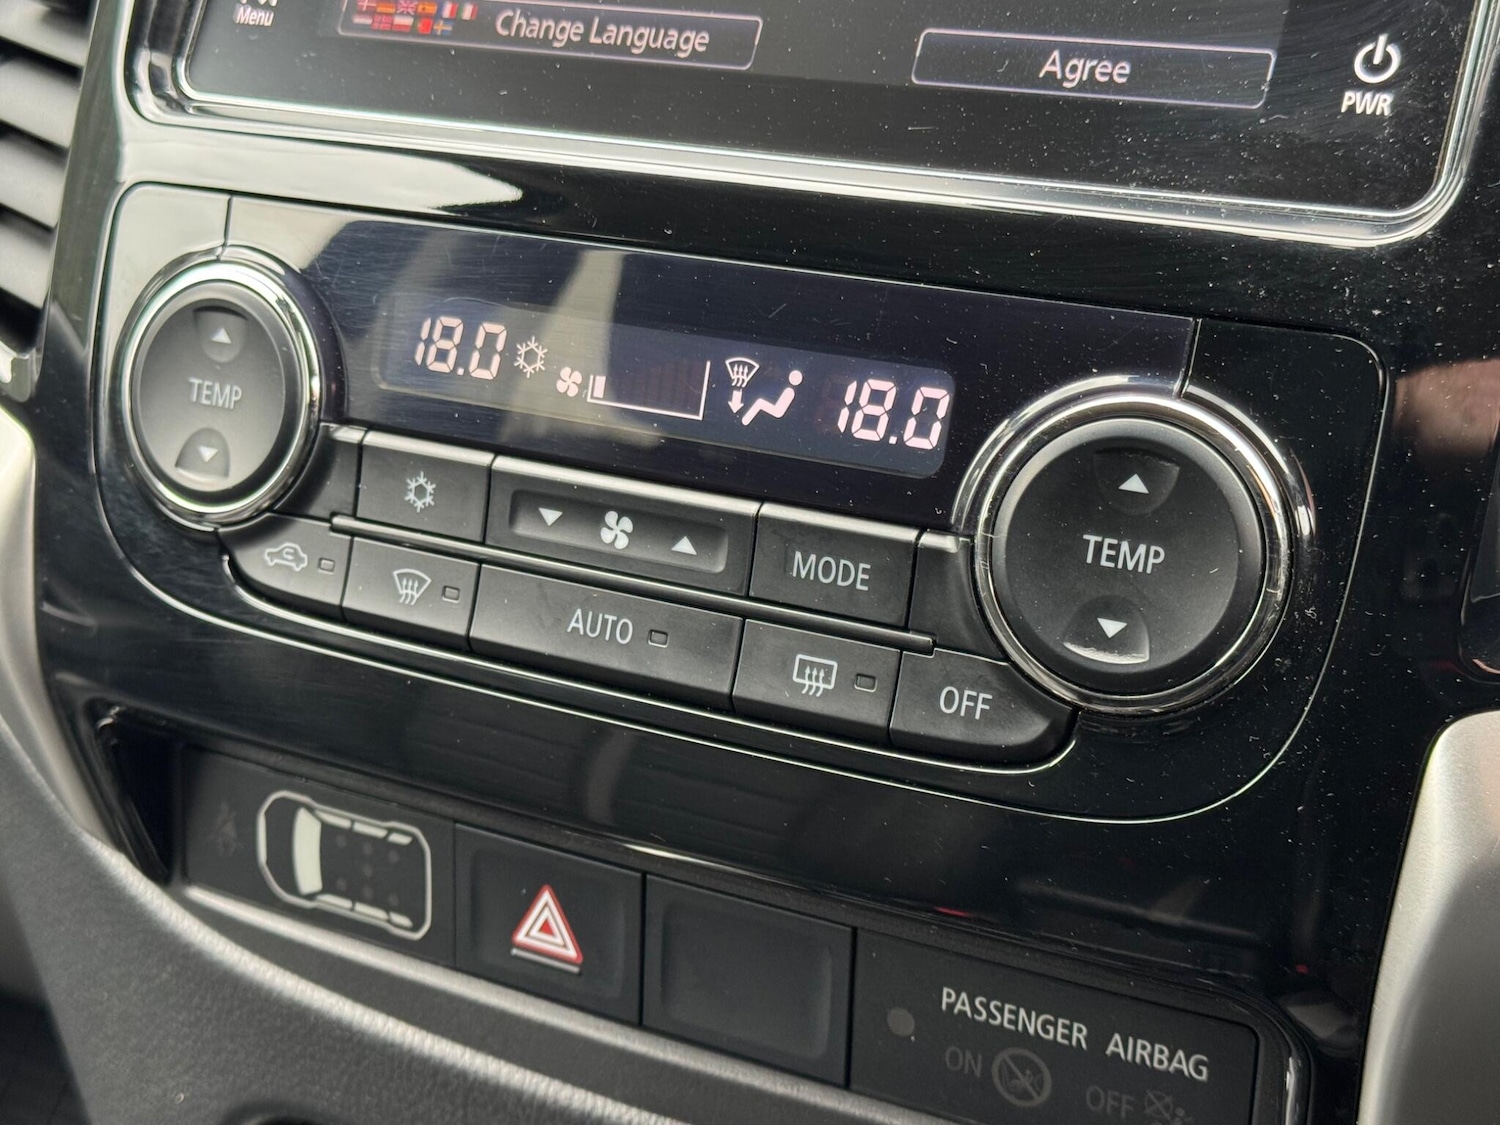 Menu
Change Language
Agree
PWR
18.0
18.0
TEMP
TEMP
MODE
AUTO
OFF
PASSENGER AIRBAG
ON
OFF